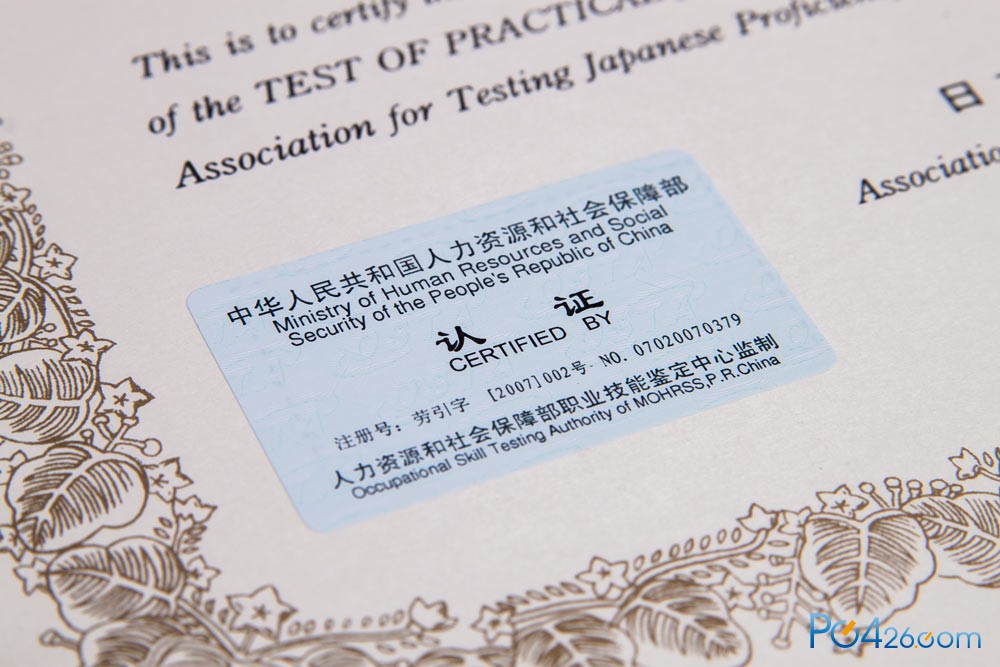 This is to certify
of the TEST OF PRACTICAL
Association for Testing Japanese Proficiency
日
Association
中华人民共和国人力资源和社会保障部
Ministry of Human Resources and Social
Security of the People's Republic of China
认 证
CERTIFIED BY
注册号：劳引字 [2007]002号 NO. 07020070379
人力资源和社会保障部职业技能鉴定中心监制
Occupational Skill Testing Authority of MOHRSS,P.R.China
PG426.com